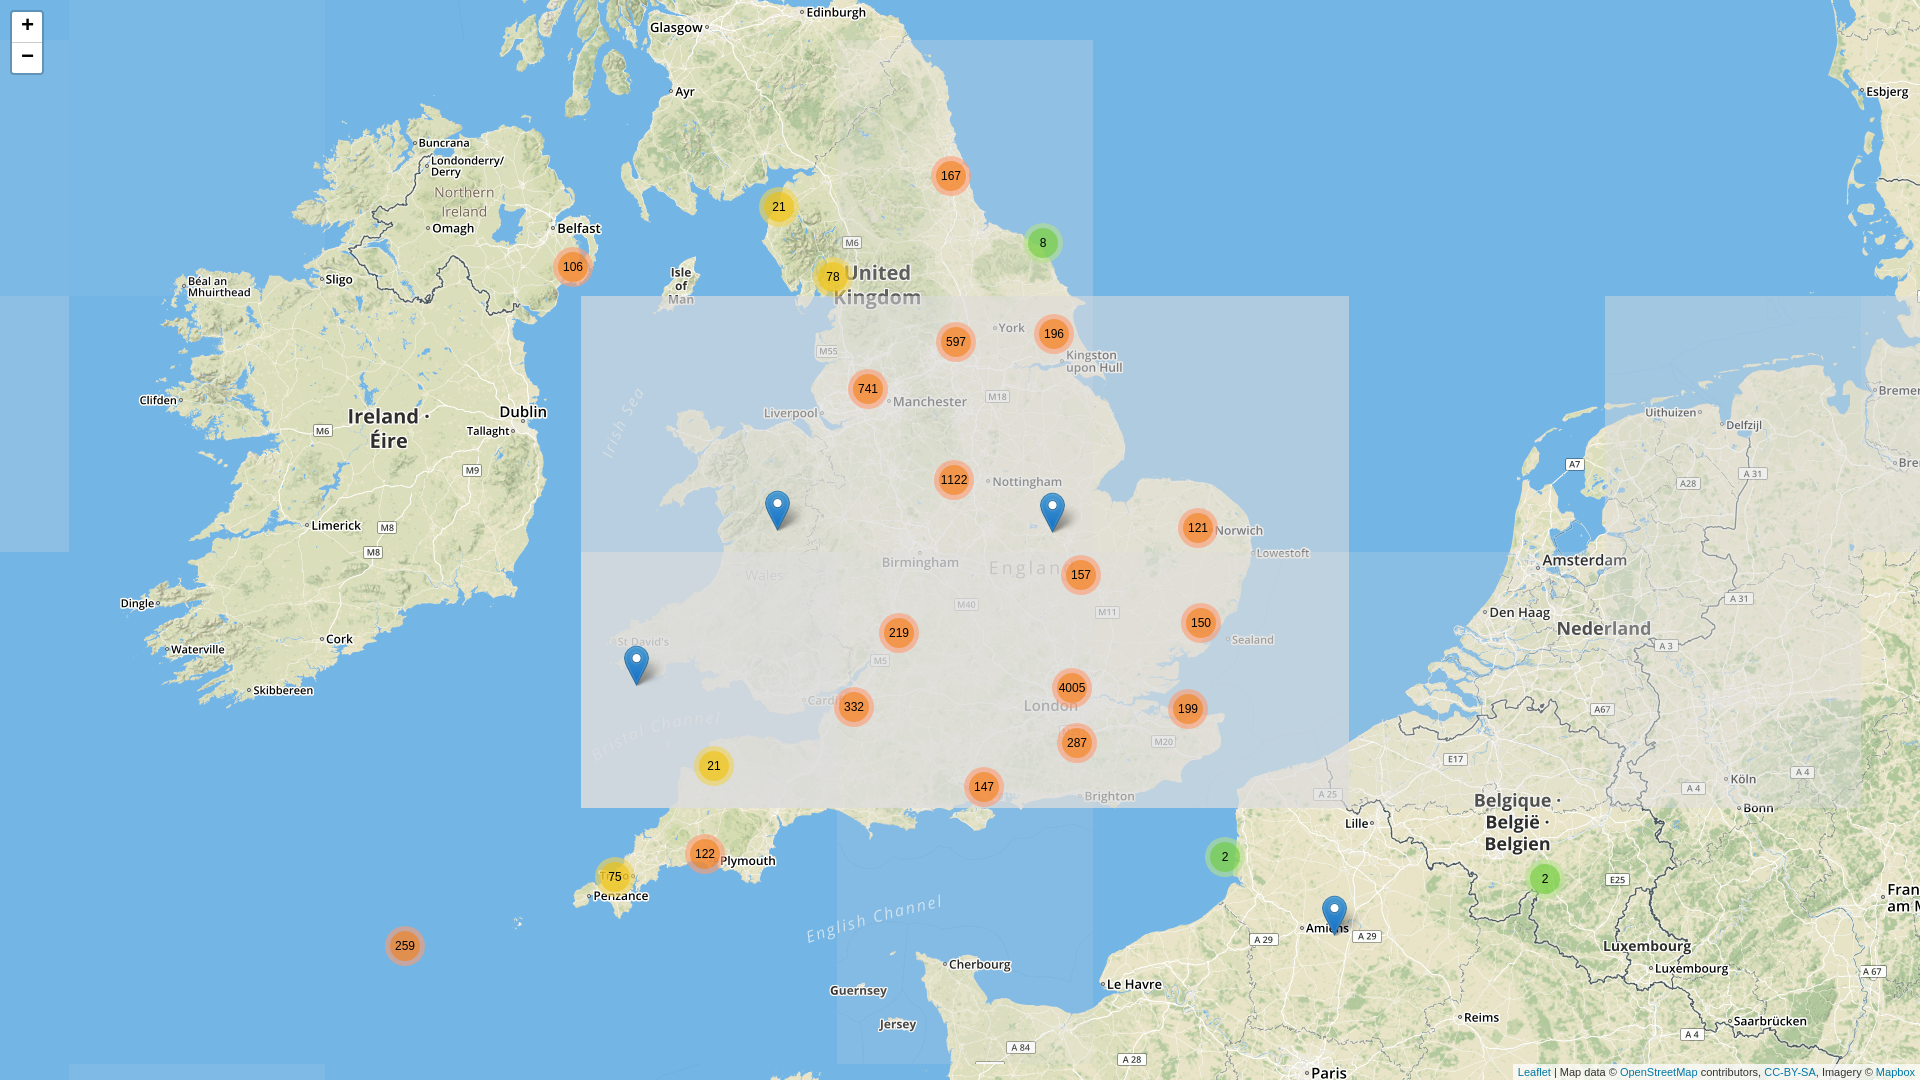 +
−
Edinburgh
Glasgow
Ayr
Esbjerg
Buncrana
Londonderry/
Derry
Northern
Ireland
Omagh
Belfast
167
21
8
106
78
M6
United
Kingdom
Isle
of
Man
Béal an
Mhuirthead
Sligo
York
196
597
M55
Kingston
upon Hull
741
Manchester
M18
Liverpool
Irish Sea
Clifden
Dublin
Ireland ·
Éire
M6
Tallaght
M9
Uithuizen
Delfzijl
A7
A 31
A28
1122
Nottingham
121
Norwich
Lowestoft
Limerick
M8
M8
Birmingham
Wales
157
Amsterdam
M40
M11
A 31
Dingle
219
150
Sealand
Den Haag
Nederland
Cork
Waterville
St David's
M5
A 3
Skibbereen
4005
London
332
199
A67
Bristol Channel
287
M20
E17
21
147
Brighton
A 25
A 4
A 4
Köln
Bonn
Belgique ·
België ·
Belgien
Lille
122
Plymouth
75
Penzance
2
2
E25
English Channel
259
Amiens
A 29
A 29
Luxembourg
Luxembourg
A 67
Cherbourg
Guernsey
Le Havre
Jersey
Reims
Saarbrücken
A 4
A 84
A 28
Paris
Leaflet | Map data © OpenStreetMap contributors, CC-BY-SA, Imagery © Mapbox